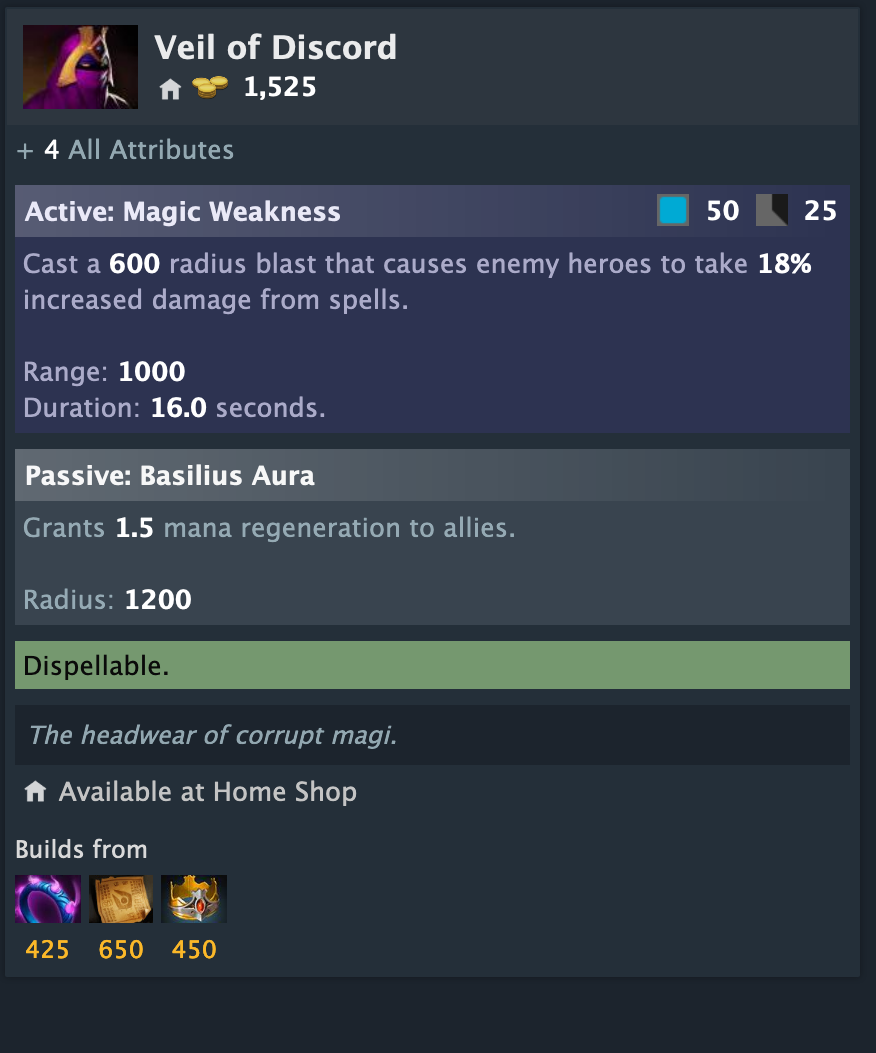 Veil of Discord
1,525
+ 4 All Attributes
Active: Magic Weakness 50 25
Cast a 600 radius blast that causes enemy heroes to take 18%
increased damage from spells.
Range: 1000
Duration: 16.0 seconds.
Passive: Basilius Aura
Grants 1.5 mana regeneration to allies.
Radius: 1200
Dispellable.
The headwear of corrupt magi.
Available at Home Shop
Builds from
425 650 450